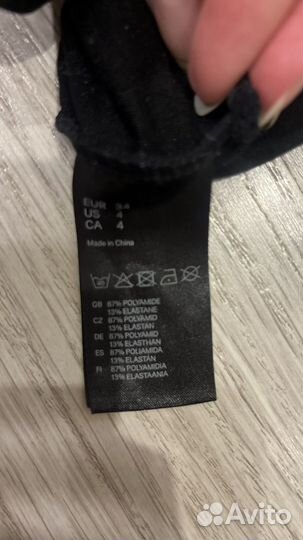 EUR 34
US 4
CA 4
Made in China
GB 87% POLYAMIDE
13% ELASTANE
CZ 87% POLYAMID
13% ELASTAN
DE 87% POLYAMID
13% ELASTHAN
ES 87% POLIAMIDA
13% ELASTÁN
FI 87% POLYAMIDIA
13% ELASTAANIA
Avito